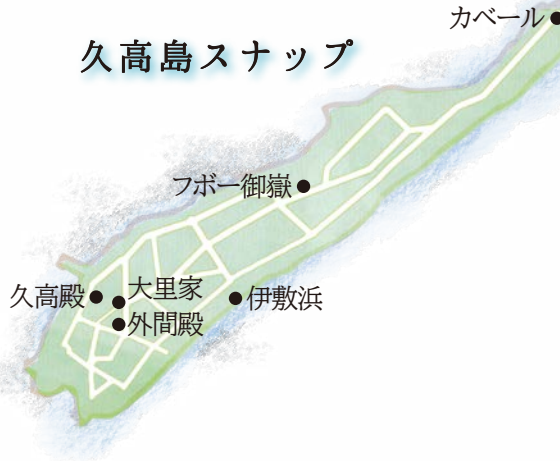 カベール
久高島スナップ
フボー御嶽
大里家
久高殿
伊敷浜
外間殿